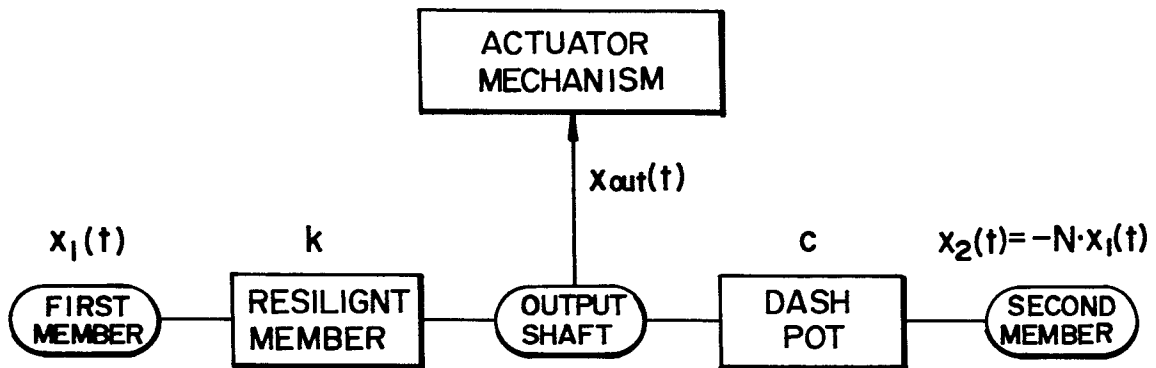 ACTUATOR
MECHANISM
xout(t)
x₁(t)
k
c
x₂(t)=-N·x₁(t)
FIRST
MEMBER
RESILIGNT
MEMBER
OUTPUT
SHAFT
DASH
POT
SECOND
MEMBER